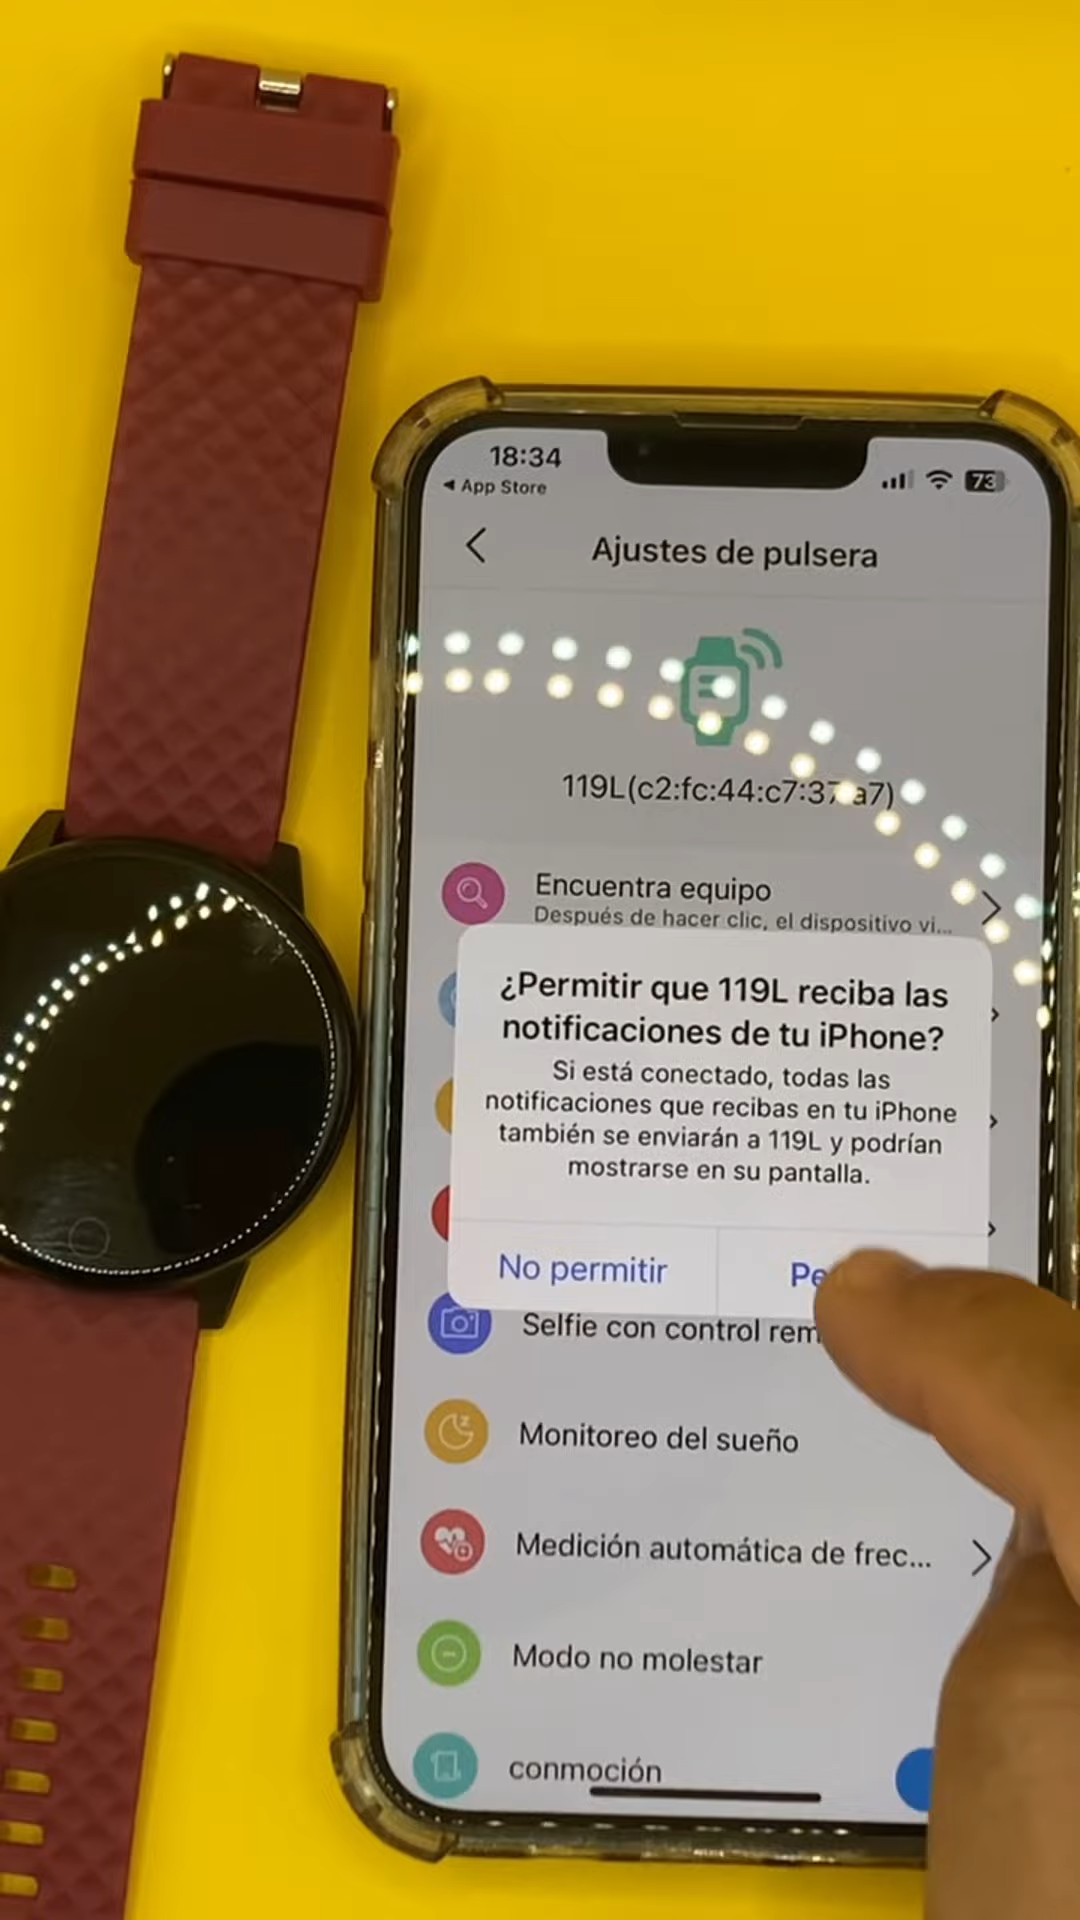 18:34
73
◀ App Store
Ajustes de pulsera
119L(c2:fc:44:c7:37:a7)
Encuentra equipo
Después de hacer clic, el dispositivo vi...
¿Permitir que 119L reciba las
notificaciones de tu iPhone?
Si está conectado, todas las
notificaciones que recibas en tu iPhone
también se enviarán a 119L y podrían
mostrarse en su pantalla.
No permitir
Pe
Selfie con control rem
Monitoreo del sueño
Medición automática de frec...
Modo no molestar
conmoción